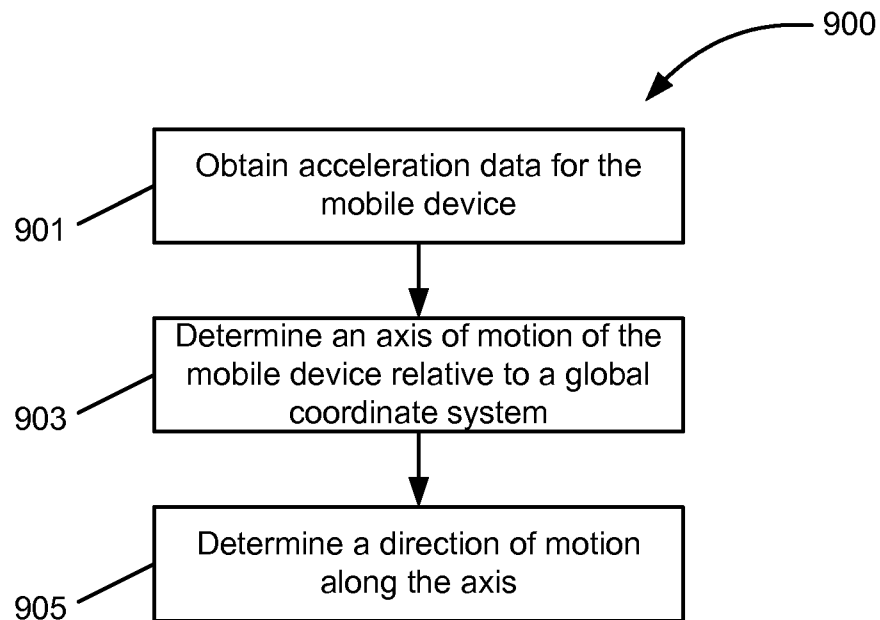 900
Obtain acceleration data for the
mobile device
901
Determine an axis of motion of the
mobile device relative to a global
coordinate system
903
Determine a direction of motion
along the axis
905